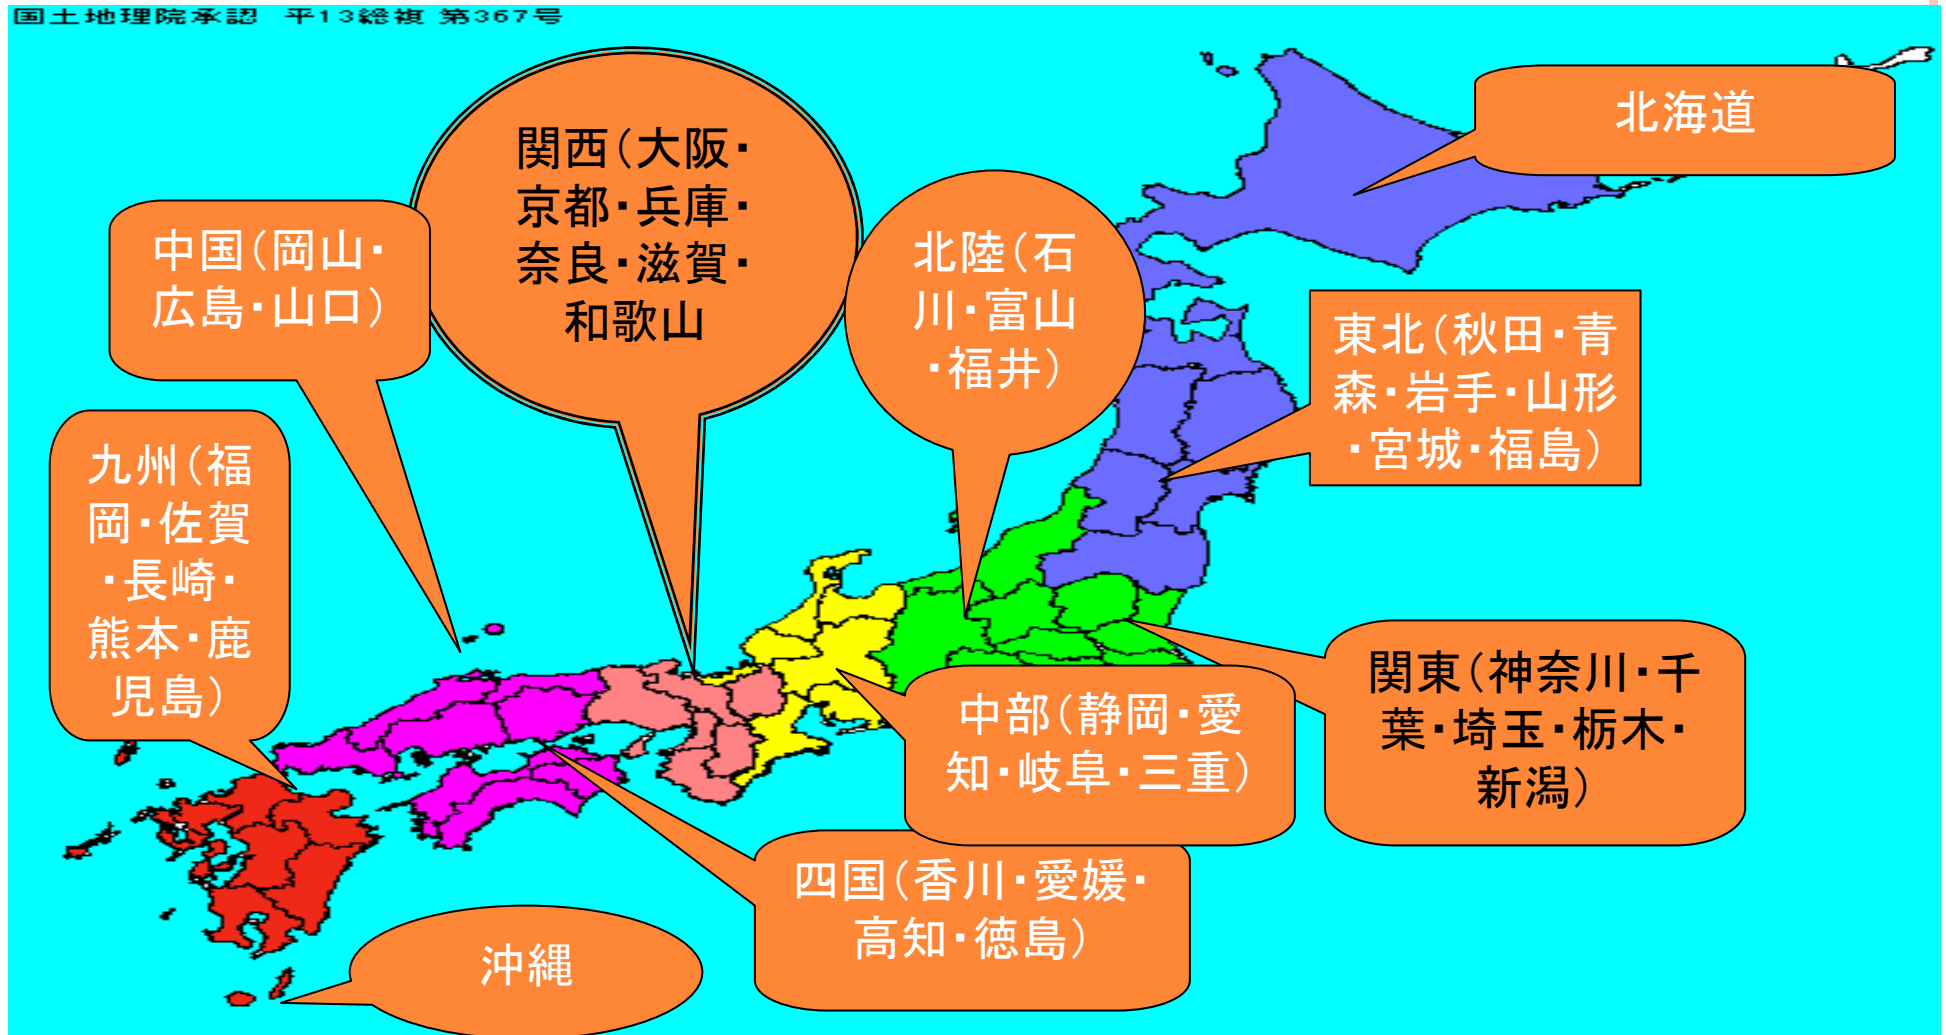 国土地理院承認 平13総複 第367号
北海道
関西(大阪・
京都・兵庫・
奈良・滋賀・
和歌山
中国(岡山・
広島・山口)
北陸(石
川・富山
・福井)
東北(秋田・青
森・岩手・山形
・宮城・福島)
九州(福
岡・佐賀
・長崎・
熊本・鹿
児島)
関東(神奈川・千
葉・埼玉・栃木・
新潟)
中部(静岡・愛
知・岐阜・三重)
四国(香川・愛媛・
高知・徳島)
沖縄